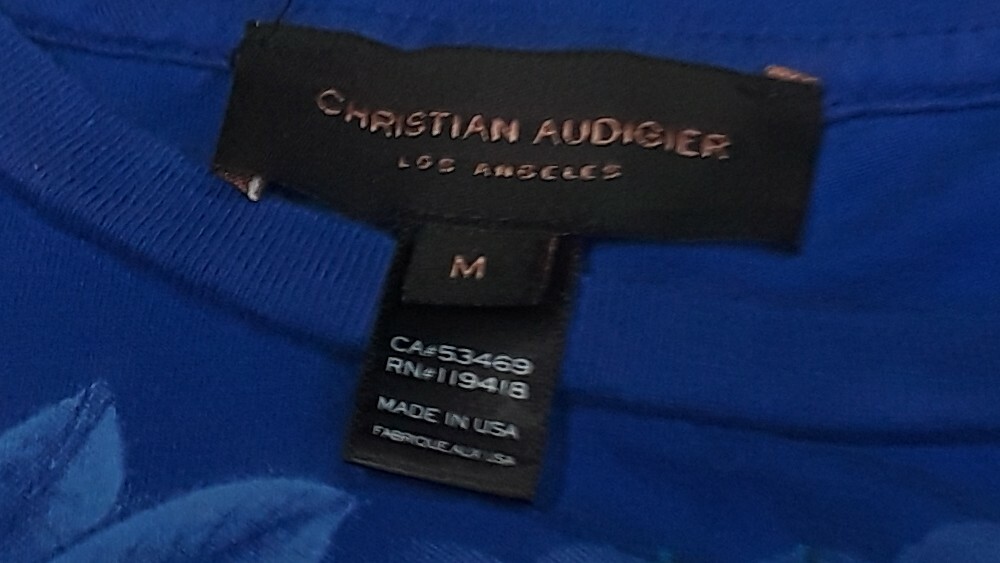 CHRISTIAN AUDIGIER
LOS ANGELES
M
CA#53469
RN#119418
MADE IN USA
FABRIQUE AUX USA